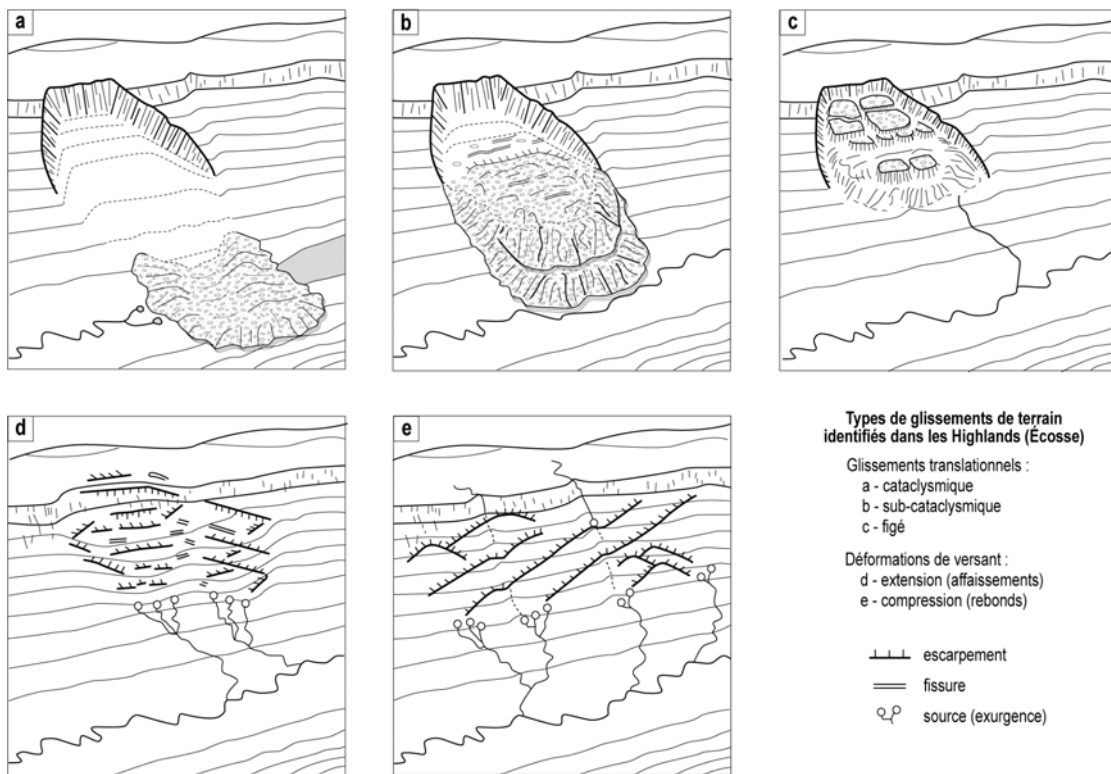 a
b
c
d
e
Types de glissements de terrain
identifiés dans les Highlands (Écosse)
Glissements translationnels :
a - cataclysmique
b - sub-cataclysmique
c - figé
Déformations de versant :
d - extension (affaissements)
e - compression (rebonds)
escarpement
fissure
source (exurgence)